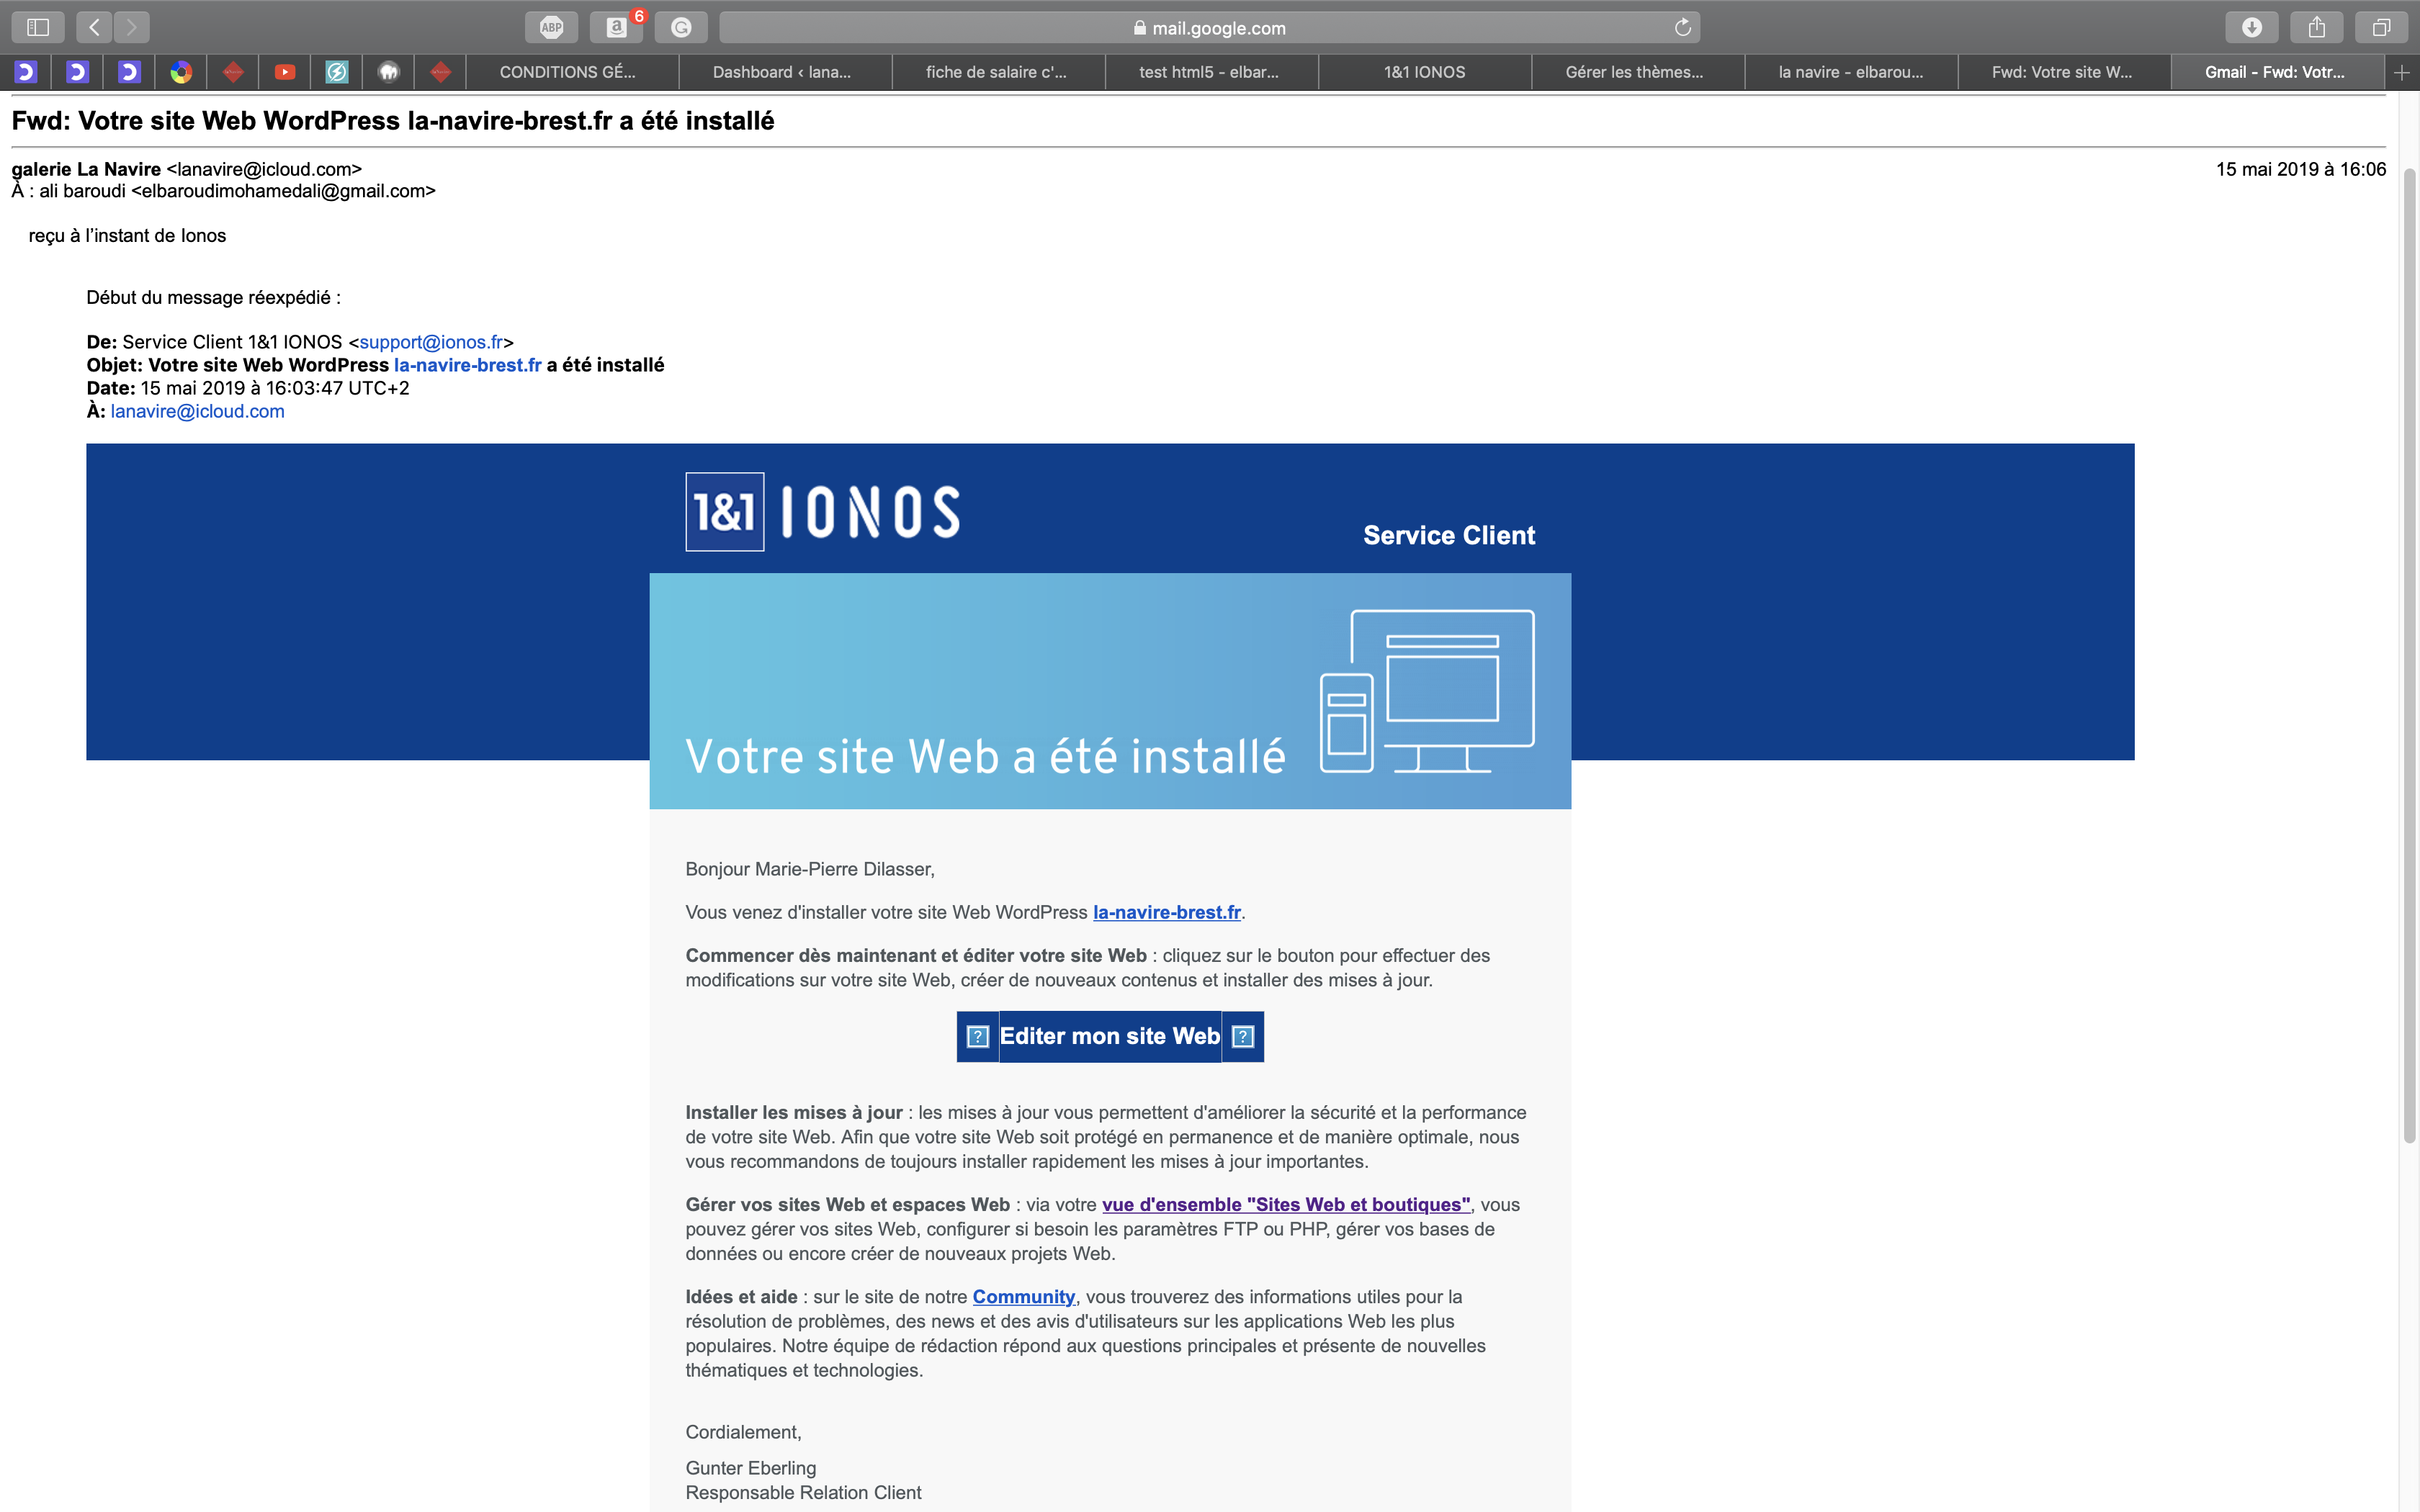 ABP
a
6
G
mail.google.com
CONDITIONS GÉ...
Dashboard ‹ lana...
fiche de salaire c'...
test html5 - elbar...
1&1 IONOS
Gérer les thèmes...
la navire - elbarou...
Fwd: Votre site W...
Gmail - Fwd: Votr...
Fwd: Votre site Web WordPress la-navire-brest.fr a été installé
galerie La Navire <lanavire@icloud.com>
15 mai 2019 à 16:06
À : ali baroudi <elbaroudimohamedali@gmail.com>
reçu à l’instant de Ionos
Début du message réexpédié :
De: Service Client 1&1 IONOS <support@ionos.fr>
Objet: Votre site Web WordPress la-navire-brest.fr a été installé
Date: 15 mai 2019 à 16:03:47 UTC+2
À: lanavire@icloud.com
1&1 IONOS
Service Client
Votre site Web a été installé
Bonjour Marie-Pierre Dilasser,
Vous venez d'installer votre site Web WordPress la-navire-brest.fr.
Commencer dès maintenant et éditer votre site Web : cliquez sur le bouton pour effectuer des
modifications sur votre site Web, créer de nouveaux contenus et installer des mises à jour.
? Editer mon site Web ?
Installer les mises à jour : les mises à jour vous permettent d'améliorer la sécurité et la performance
de votre site Web. Afin que votre site Web soit protégé en permanence et de manière optimale, nous
vous recommandons de toujours installer rapidement les mises à jour importantes.
Gérer vos sites Web et espaces Web : via votre vue d'ensemble "Sites Web et boutiques", vous
pouvez gérer vos sites Web, configurer si besoin les paramètres FTP ou PHP, gérer vos bases de
données ou encore créer de nouveaux projets Web.
Idées et aide : sur le site de notre Community, vous trouverez des informations utiles pour la
résolution de problèmes, des news et des avis d'utilisateurs sur les applications Web les plus
populaires. Notre équipe de rédaction répond aux questions principales et présente de nouvelles
thématiques et technologies.
Cordialement,
Gunter Eberling
Responsable Relation Client